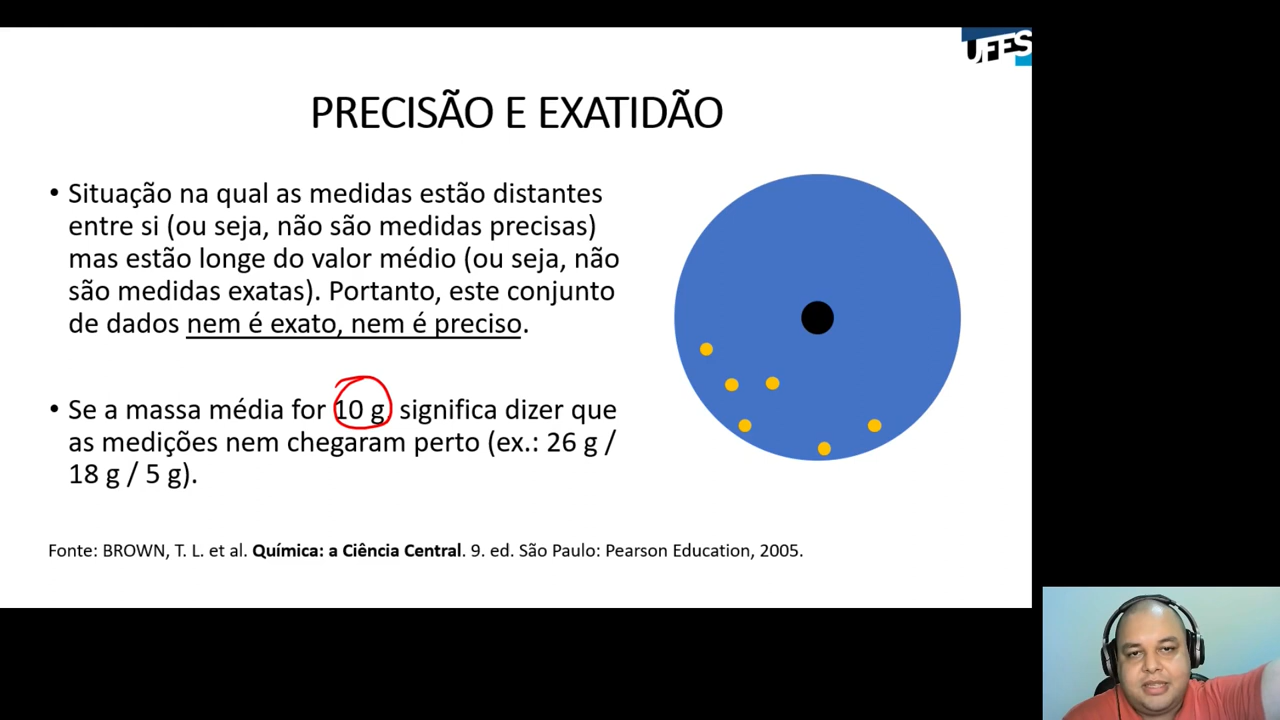 UFES
PRECISÃO E EXATIDÃO
• Situação na qual as medidas estão distantes
entre si (ou seja, não são medidas precisas)
mas estão longe do valor médio (ou seja, não
são medidas exatas). Portanto, este conjunto
de dados nem é exato, nem é preciso.
• Se a massa média for 10 g significa dizer que
as medições nem chegaram perto (ex.: 26 g /
18 g / 5 g).
Fonte: BROWN, T. L. et al. Química: a Ciência Central. 9. ed. São Paulo: Pearson Education, 2005.